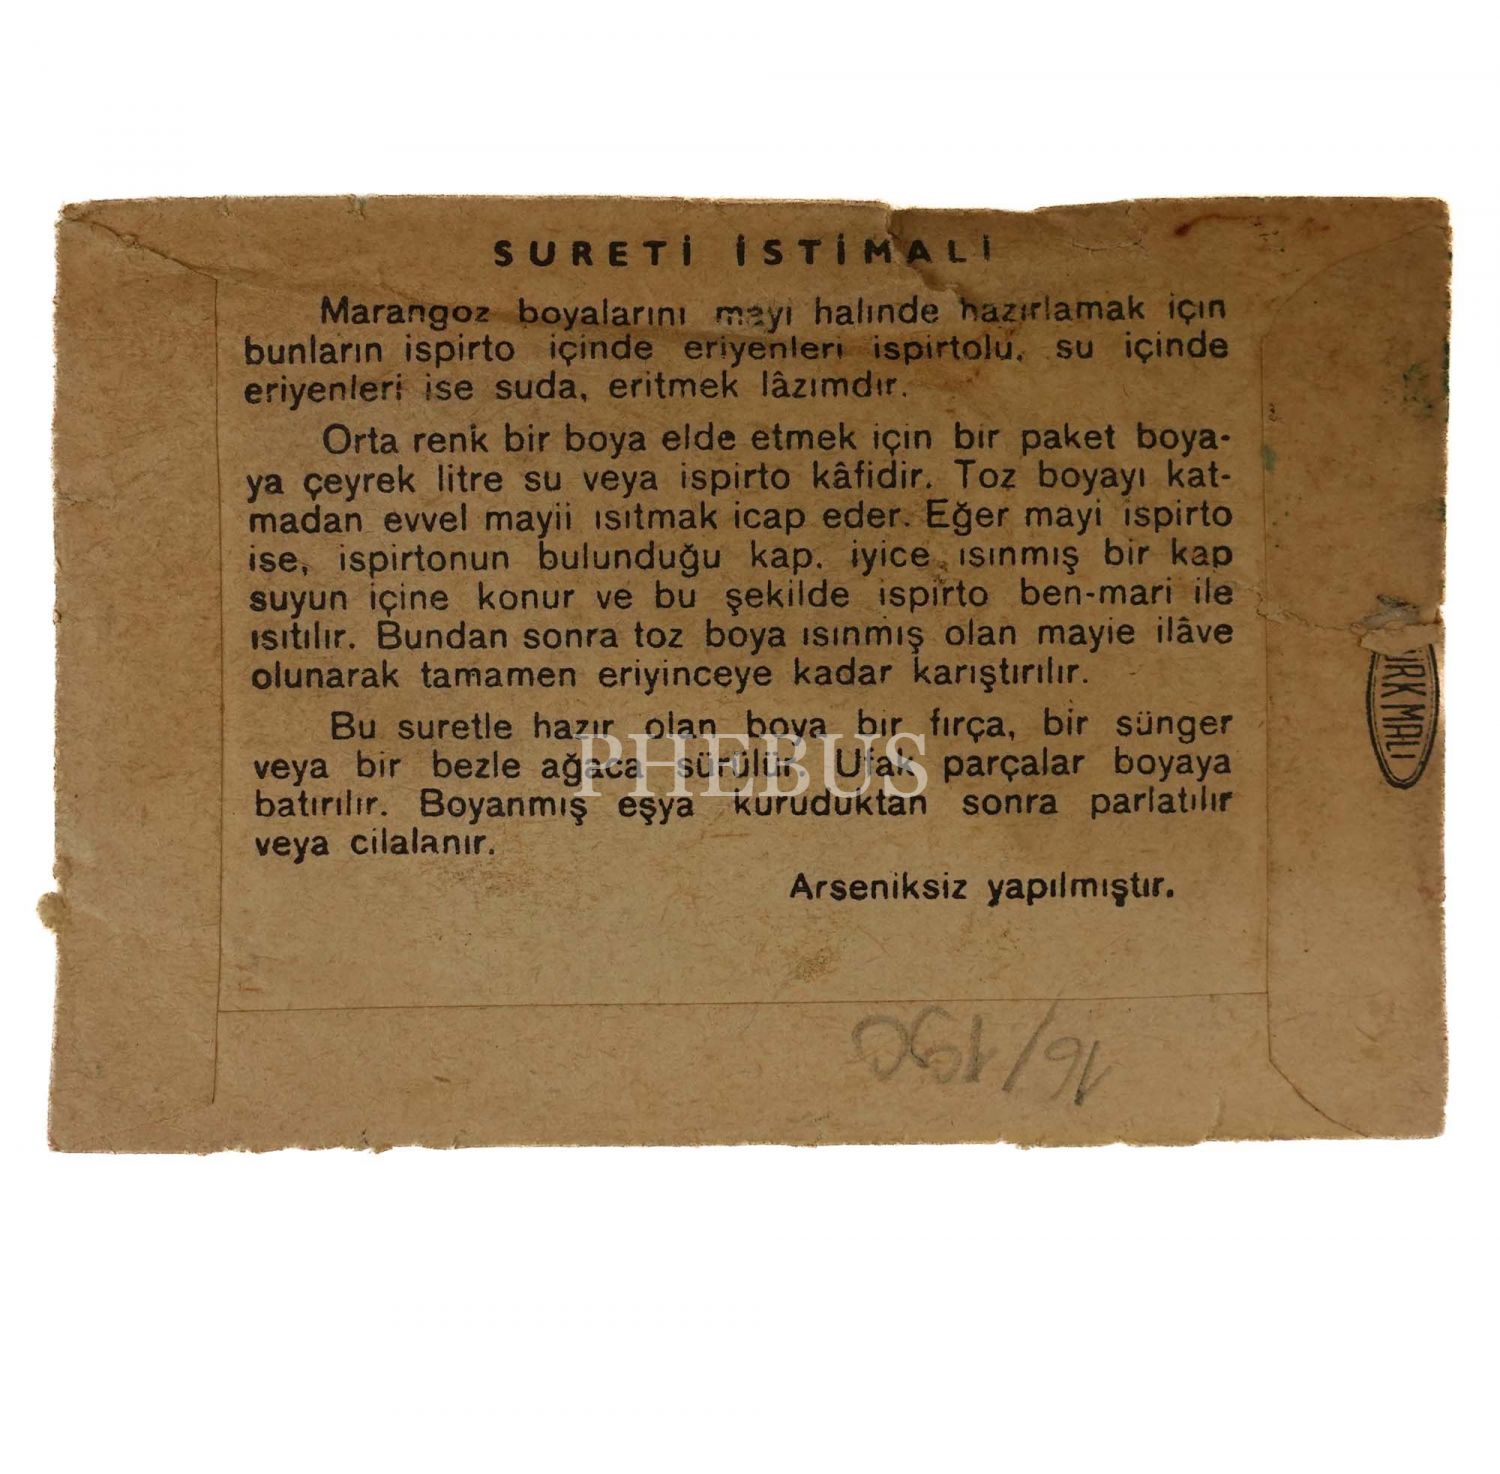 SURETİ İSTİMALİ
Marangoz boyalarını mayi halinde hazırlamak için
bunların ispirto içinde eriyenleri ispirtolu, su içinde
eriyenleri ise suda, eritmek lâzımdır.
Orta renk bir boya elde etmek için bir paket boya-
ya çeyrek litre su veya ispirto kâfidir. Toz boyayı kat-
madan evvel mayii ısıtmak icap eder. Eğer mayi ispirto
ise, ispirtonun bulunduğu kap, iyice ısınmış bir kap
suyun içine konur ve bu şekilde ispirto ben-mari ile
ısıtılır. Bundan sonra toz boya ısınmış olan mayie ilâve
olunarak tamamen eriyinceye kadar karıştırılır.
Bu suretle hazır olan boya bir fırça, bir sünger
veya bir bezle ağaca sürülür. Ufak parçalar boyaya
batırılır. Boyanmış eşya kuruduktan sonra parlatılır
veya cilalanır.
Arseniksiz yapılmıştır.
PHEBUS
MALI